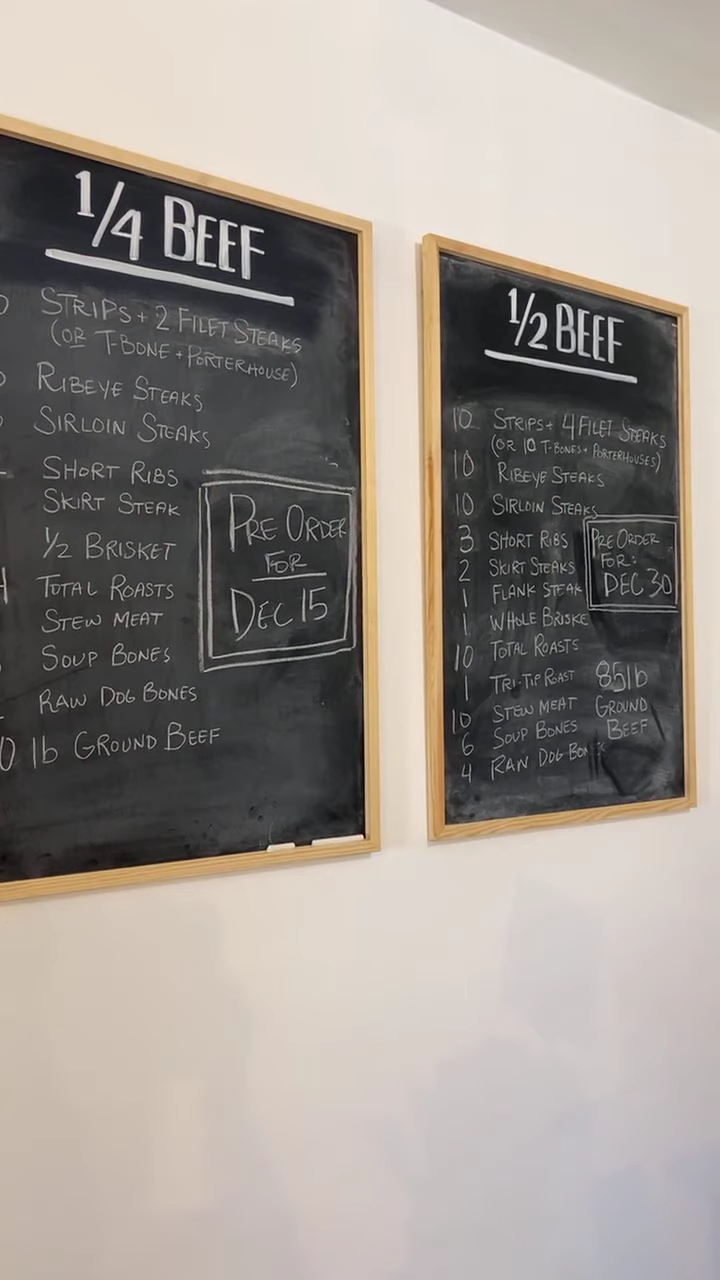 1/4 BEEF
STRIPS + 2 FILET STEAKS
(OR T-BONE + PORTERHOUSE)
RIBEYE STEAKS
SIRLOIN STEAKS
SHORT RIBS
SKIRT STEAK
1/2 BRISKET
TOTAL ROASTS
STEW MEAT
SOUP BONES
RAW DOG BONES
0 lb GROUND BEEF
PRE ORDER
FOR
DEC 15
1/2 BEEF
10 STRIPS + 4 FILET STEAKS
(OR 10 T-BONES + PORTERHOUSES)
10 RIBEYE STEAKS
10 SIRLOIN STEAKS
3 SHORT RIBS
2 SKIRT STEAKS
1 FLANK STEAK
1 WHOLE BRISKE
10 TOTAL ROASTS
1 TRI-TIP ROAST
10 STEW MEAT
6 SOUP BONES
4 RAW DOG BONES
PRE ORDER
FOR:
DEC 30
85lb
GROUND
BEEF